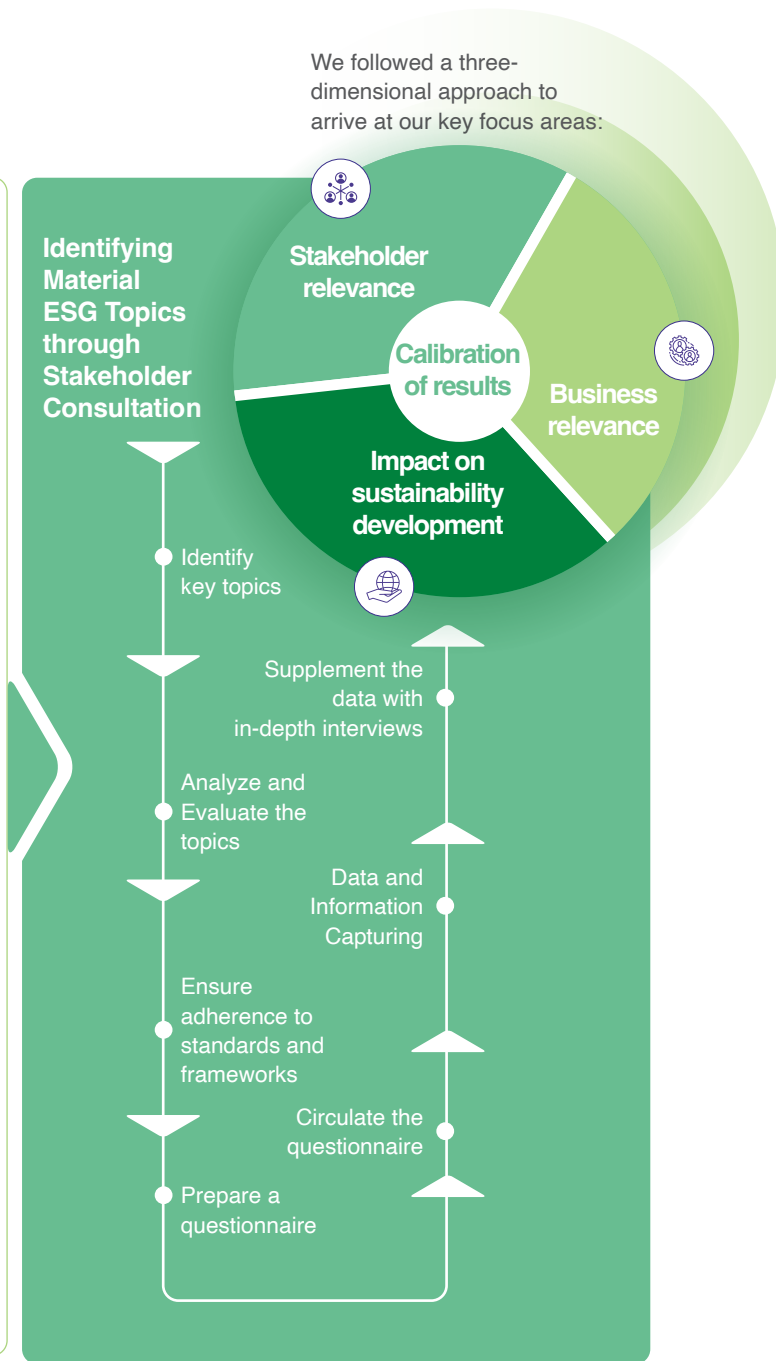 We followed a three-
dimensional approach to
arrive at our key focus areas:
Identifying
Material
ESG Topics
through
Stakeholder
Consultation
Stakeholder
relevance
Calibration
of results
Business
relevance
Impact on
sustainability
development
Identify
key topics
Analyze and
Evaluate the
topics
Ensure
adherence to
standards and
frameworks
Prepare a
questionnaire
Circulate the
questionnaire
Data and
Information
Capturing
Supplement the
data with
in-depth interviews